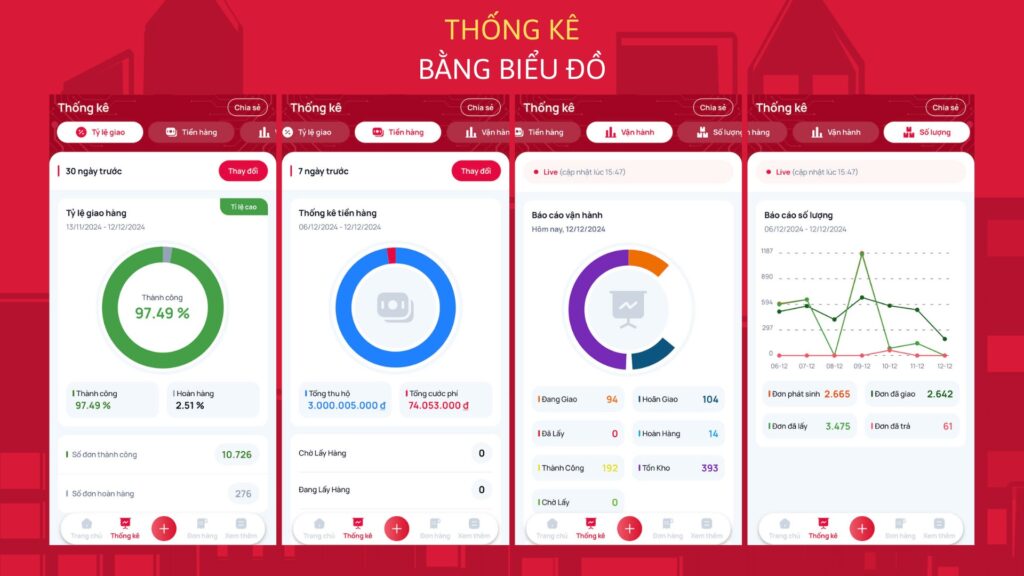 THỐNG KÊ
BẰNG BIỂU ĐỒ
Thống kê
Chia sẻ
Tỷ lệ giao
Tiền hàng
30 ngày trước
Thay đổi
Tỉ lệ cao
Tỷ lệ giao hàng
13/11/2024 - 12/12/2024
Thành công
97.49 %
Thành công
97.49 %
Hoàn hàng
2.51 %
Số đơn thành công
10.726
Số đơn hoàn hàng
276
Trang chủ
Thống kê
Đơn hàng
Xem thêm
Thống kê
Chia sẻ
Tỷ lệ giao
Tiền hàng
Vận hàn
7 ngày trước
Thay đổi
Thống kê tiền hàng
06/12/2024 - 12/12/2024
Tổng thu hộ
3.000.005.000 ₫
Tổng cước phí
74.053.000 ₫
Chờ Lấy Hàng
0
Đang Lấy Hàng
0
Trang chủ
Thống kê
Đơn hàng
Xem thêm
Thống kê
Chia sẻ
Tiền hàng
Vận hành
Số lượng
Live (cập nhật lúc 15:47)
Báo cáo vận hành
Hôm nay, 12/12/2024
Đang Giao
94
Hoãn Giao
104
Đã Lấy
0
Hoàn Hàng
14
Thành Công
192
Tồn Kho
393
Chờ Lấy
0
Trang chủ
Thống kê
Đơn hàng
Xem thêm
Thống kê
Chia sẻ
n hàng
Vận hành
Số lượng
Live (cập nhật lúc 15:47)
Báo cáo số lượng
06/12/2024 - 12/12/2024
1187
890
594
297
0
06-12
07-12
08-12
09-12
10-12
11-12
12-12
Đơn phát sinh
2.665
Đơn đã giao
2.642
Đơn đã lấy
3.475
Đơn đã trả
61
Trang chủ
Thống kê
Đơn hàng
Xem thêm